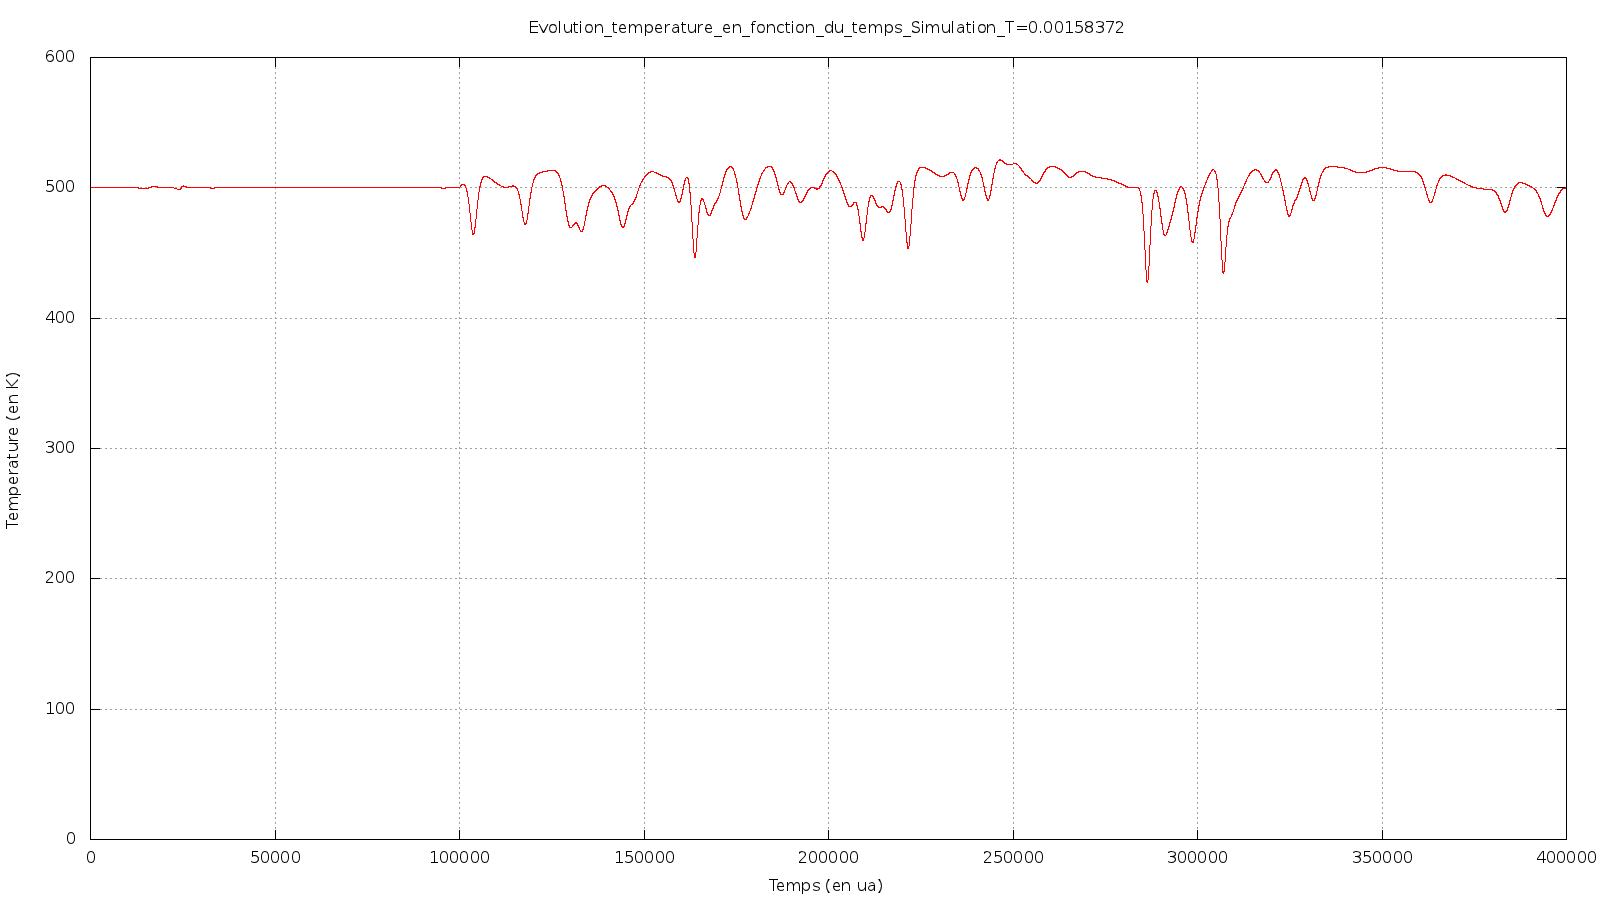 Evolution_temperature_en_fonction_du_temps_Simulation_T=0.00158372
600
500
400
300
200
100
0
Temperature (en K)
0 50000 100000 150000 200000 250000 300000 350000 400000
Temps (en ua)